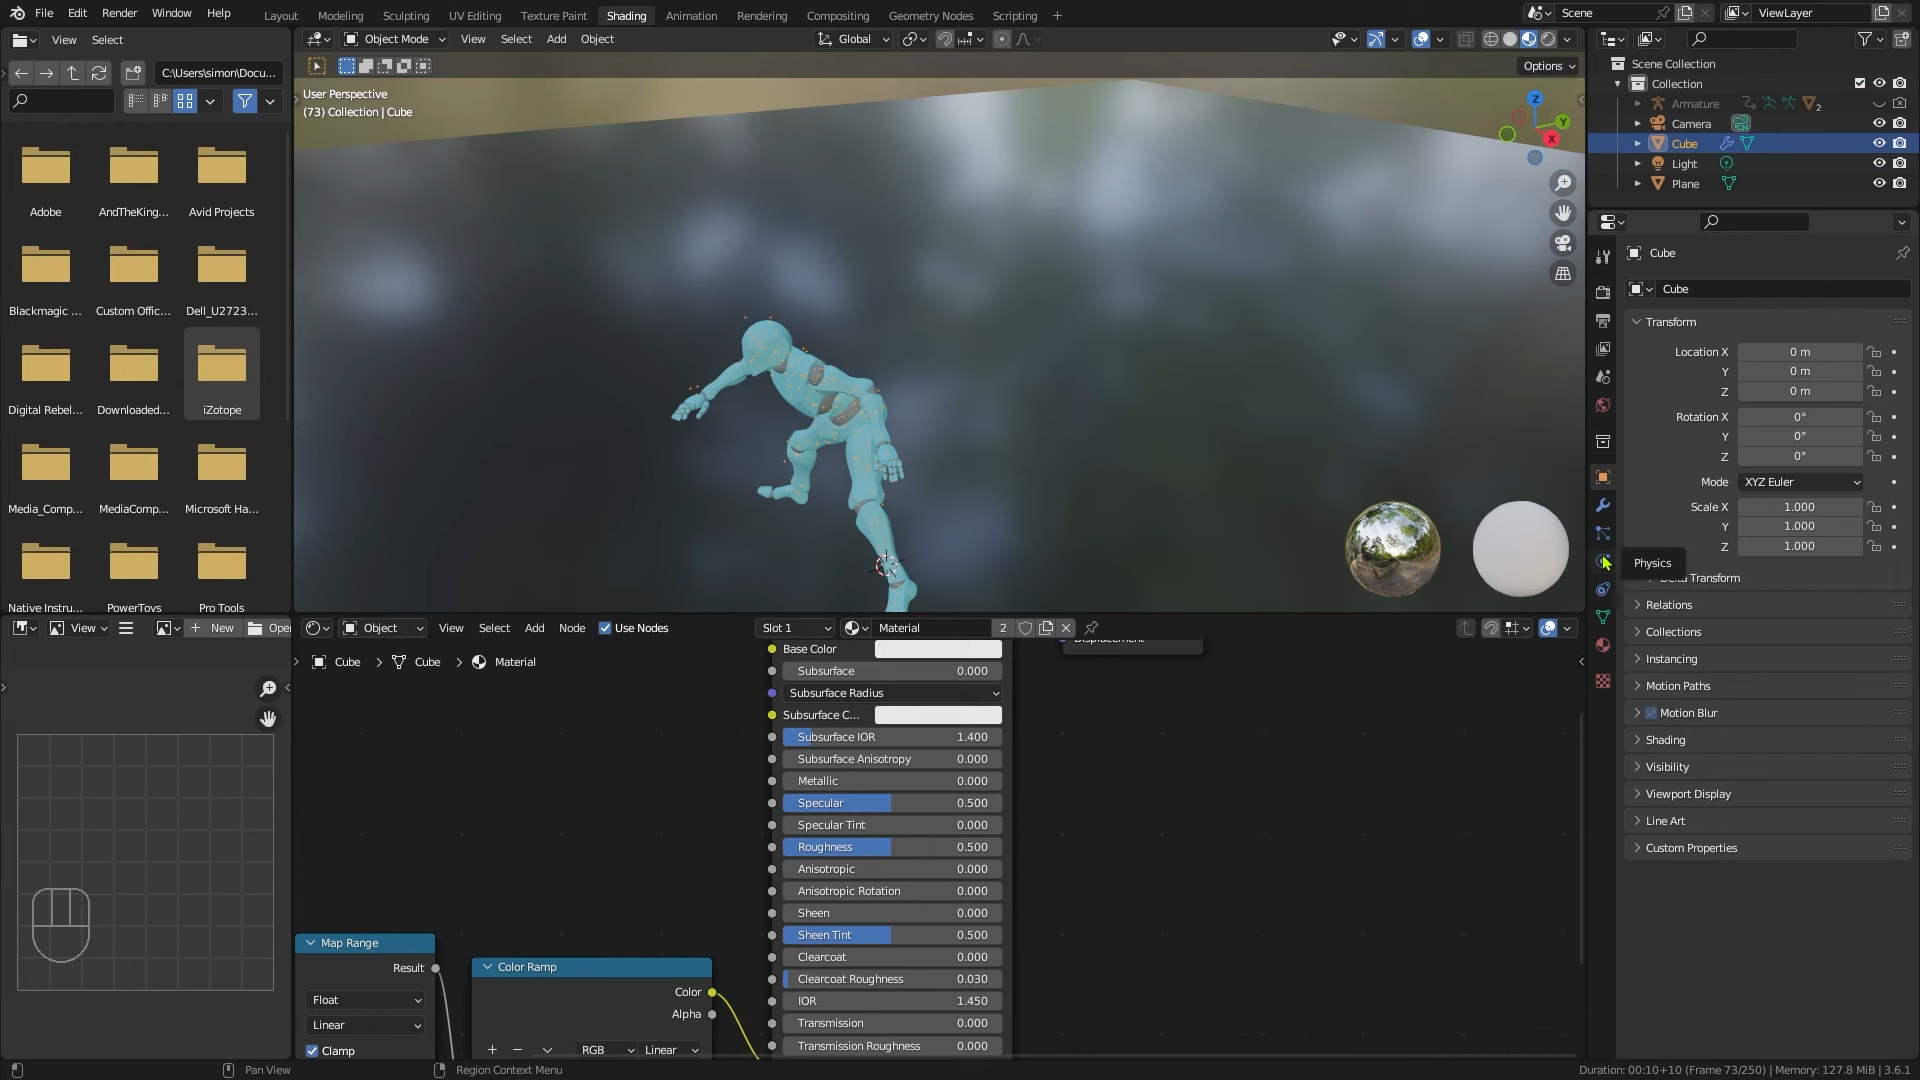 File Edit Render Window Help Layout Modeling Sculpting UV Editing Texture Paint Shading Animation Rendering Compositing Geometry Nodes Scripting + Scene ViewLayer
View Select
Object Mode View Select Add Object Global
C:\Users\simon\Docu...
Options
User Perspective
(73) Collection | Cube
Z
Y
X
Adobe AndTheKing... Avid Projects
Blackmagic ... Custom Offic... Dell_U2723...
Digital Rebel... Downloaded... iZotope
Media_Comp... MediaComp... Microsoft Ha...
Native Instru... PowerToys Pro Tools
Scene Collection
Collection
Armature 2
Camera
Cube
Light
Plane
Cube
Cube
Transform
Location X 0 m
Y 0 m
Z 0 m
Rotation X 0°
Y 0°
Z 0°
Mode XYZ Euler
Scale X 1.000
Y 1.000
Z 1.000
Physics
Delta Transform
Relations
Collections
Instancing
Motion Paths
Motion Blur
Shading
Visibility
Viewport Display
Line Art
Custom Properties
View New Open
Object View Select Add Node Use Nodes Slot 1 Material 2
Cube > Cube > Material
Displacement
Base Color
Subsurface 0.000
Subsurface Radius
Subsurface C...
Subsurface IOR 1.400
Subsurface Anisotropy 0.000
Metallic 0.000
Specular 0.500
Specular Tint 0.000
Roughness 0.500
Anisotropic 0.000
Anisotropic Rotation 0.000
Sheen 0.000
Sheen Tint 0.500
Clearcoat 0.000
Clearcoat Roughness 0.030
IOR 1.450
Transmission 0.000
Transmission Roughness 0.000
Map Range
Result
Float
Linear
Clamp
Color Ramp
Color
Alpha
+ − RGB Linear
Pan View Region Context Menu Duration: 00:10+10 (Frame 73/250) | Memory: 127.8 MiB | 3.6.1